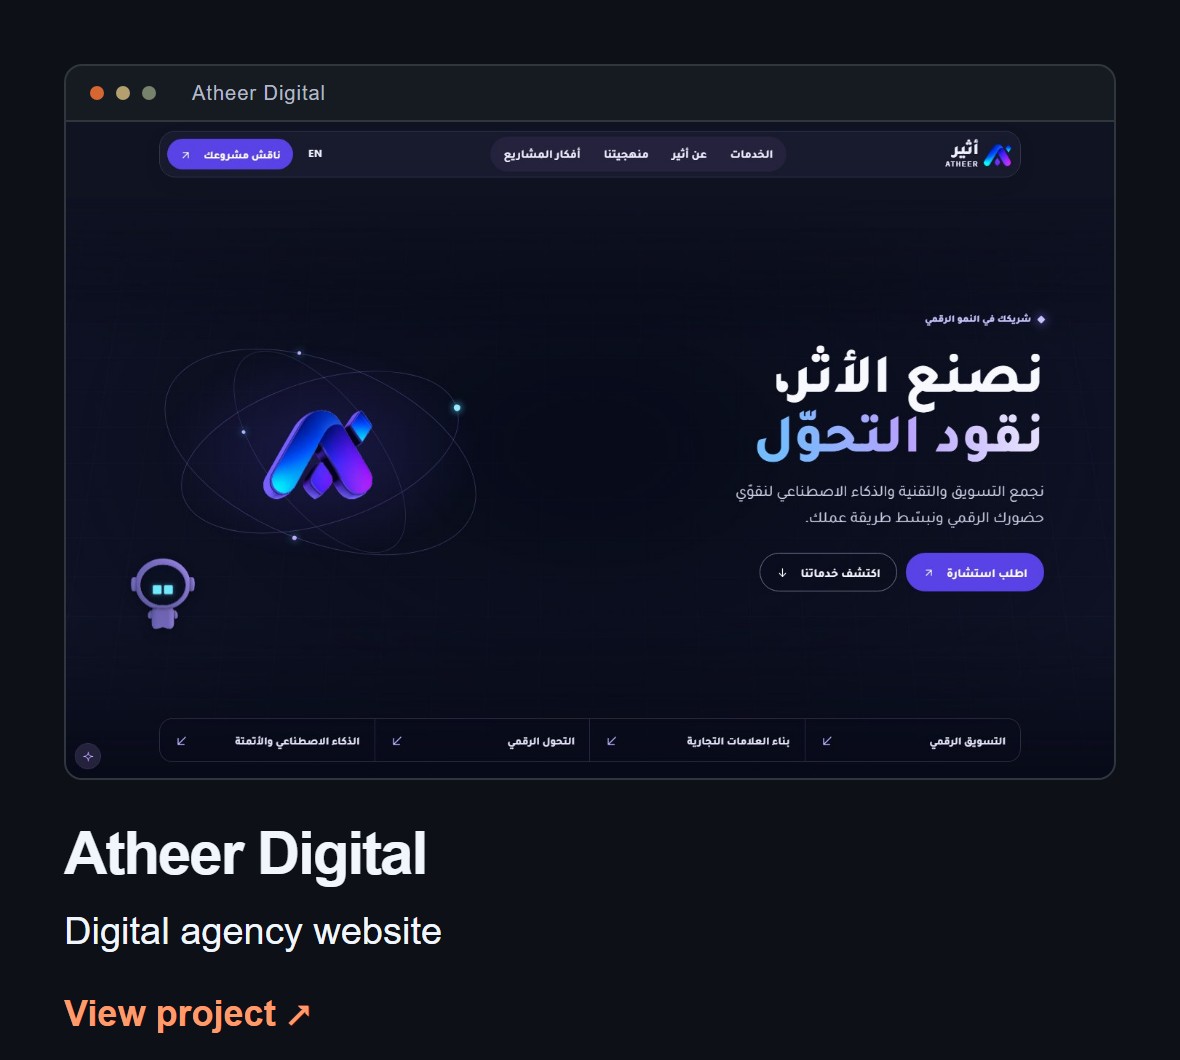 Atheer Digital
أثير
ATHEER
الخدمات
عن أثير
منهجيتنا
أفكار المشاريع
EN
ناقش مشروعك ↗
شريكك في النمو الرقمي
نصنع الأثر،
نقود التحوّل
نجمع التسويق والتقنية والذكاء الاصطناعي لنقوّي
حضورك الرقمي ونبسّط طريقة عملك.
اطلب استشارة ↗
اكتشف خدماتنا ↓
التسويق الرقمي ↙
بناء العلامات التجارية ↙
التحول الرقمي ↙
الذكاء الاصطناعي والأتمتة ↙
Atheer Digital
Digital agency website
View project ↗